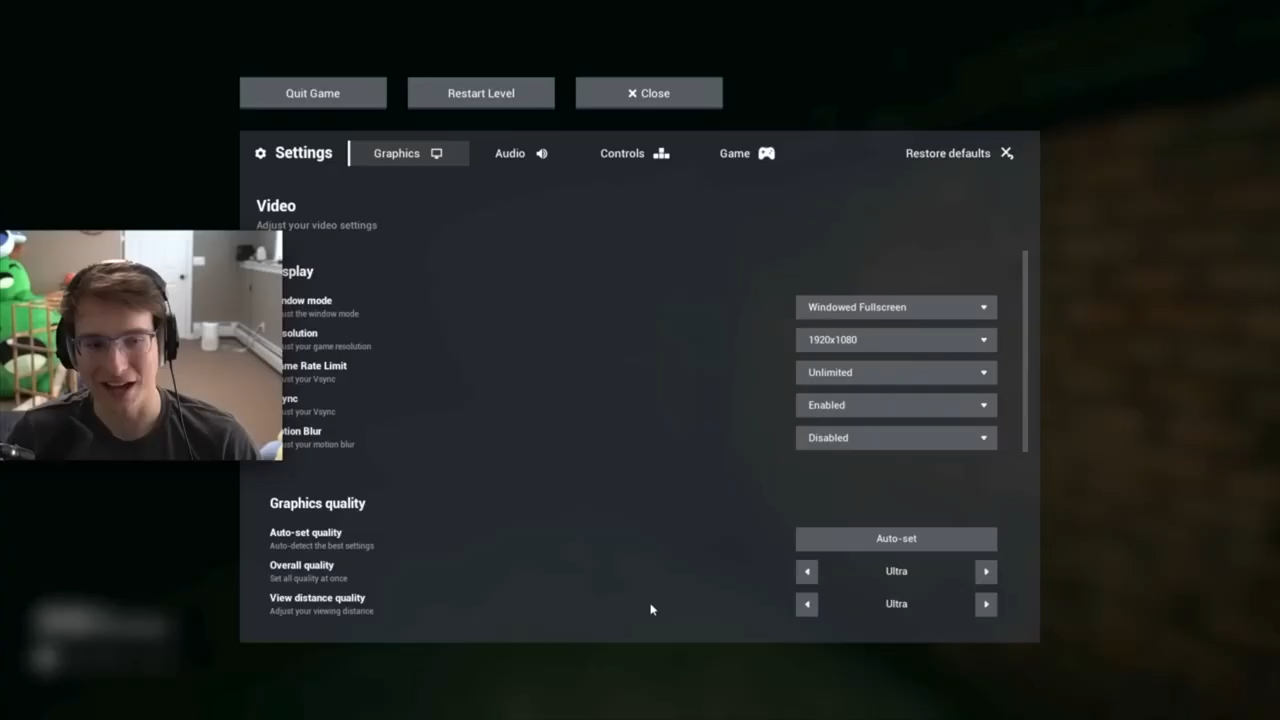 Quit Game
Restart Level
Close
Settings
Graphics
Audio
Controls
Game
Restore defaults
Video
Adjust your video settings
splay
ndow mode
ust the window mode
Windowed Fullscreen
solution
ust your game resolution
1920x1080
me Rate Limit
ust your Vsync
Unlimited
ync
ust your Vsync
Enabled
tion Blur
ust your motion blur
Disabled
Graphics quality
Auto-set quality
Auto-detect the best settings
Auto-set
Overall quality
Set all quality at once
Ultra
View distance quality
Adjust your viewing distance
Ultra